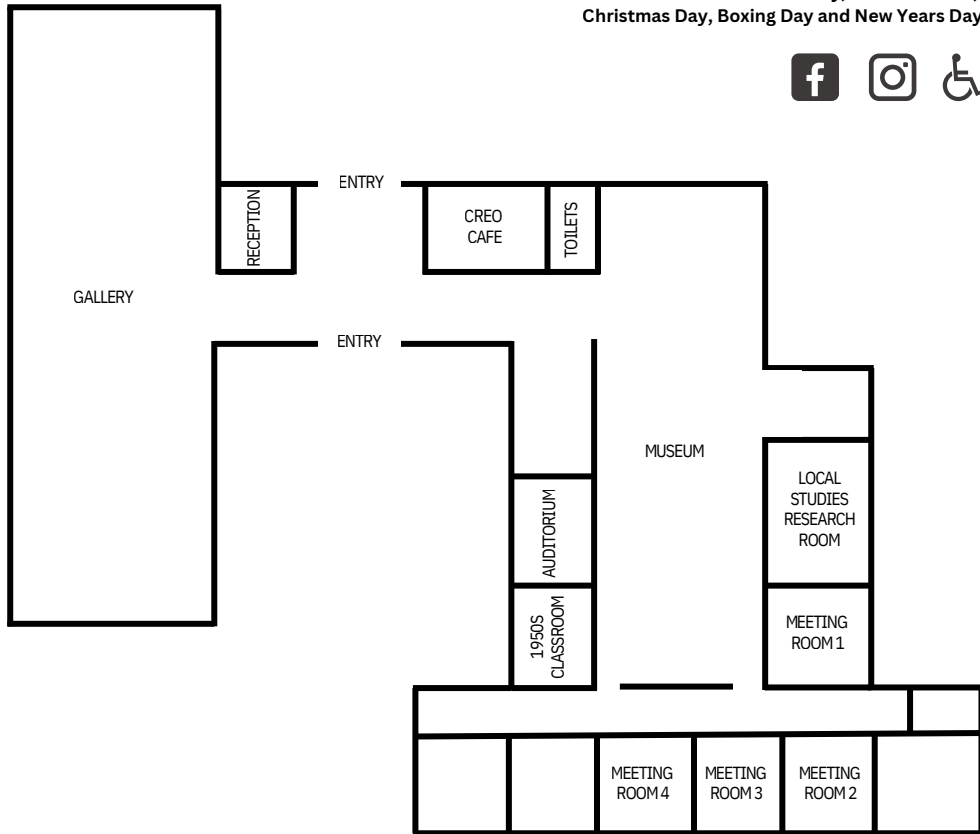 Christmas Day, Boxing Day and New Years Day
ENTRY
RECEPTION
CREO
CAFE
TOILETS
GALLERY
ENTRY
MUSEUM
LOCAL
STUDIES
RESEARCH
ROOM
AUDITORIUM
1950S
CLASSROOM
MEETING
ROOM 1
MEETING
ROOM 4
MEETING
ROOM 3
MEETING
ROOM 2